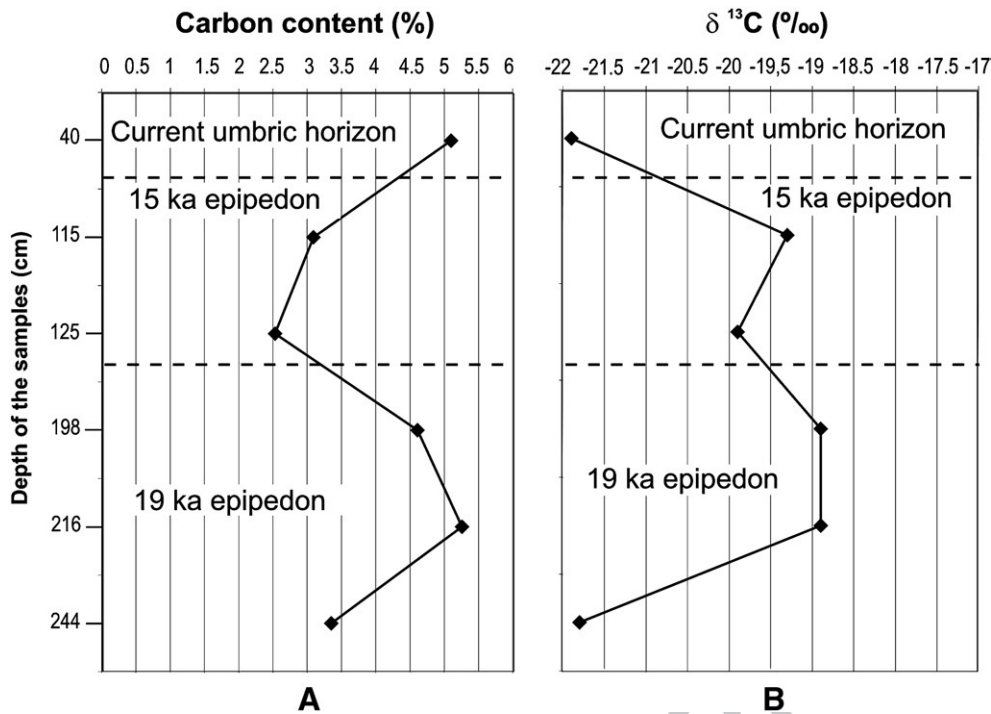 Carbon content (%)
0 0.5 1 1.5 2 2.5 3 3.5 4 4.5 5 5.5 6
Depth of the samples (cm)
40
115
125
198
216
244
Current umbric horizon
15 ka epipedon
19 ka epipedon
A
δ ¹³C (º/₀₀)
-22 -21.5 -21 -20.5 -20 -19,5 -19 -18.5 -18 -17.5 -17
Current umbric horizon
15 ka epipedon
19 ka epipedon
B